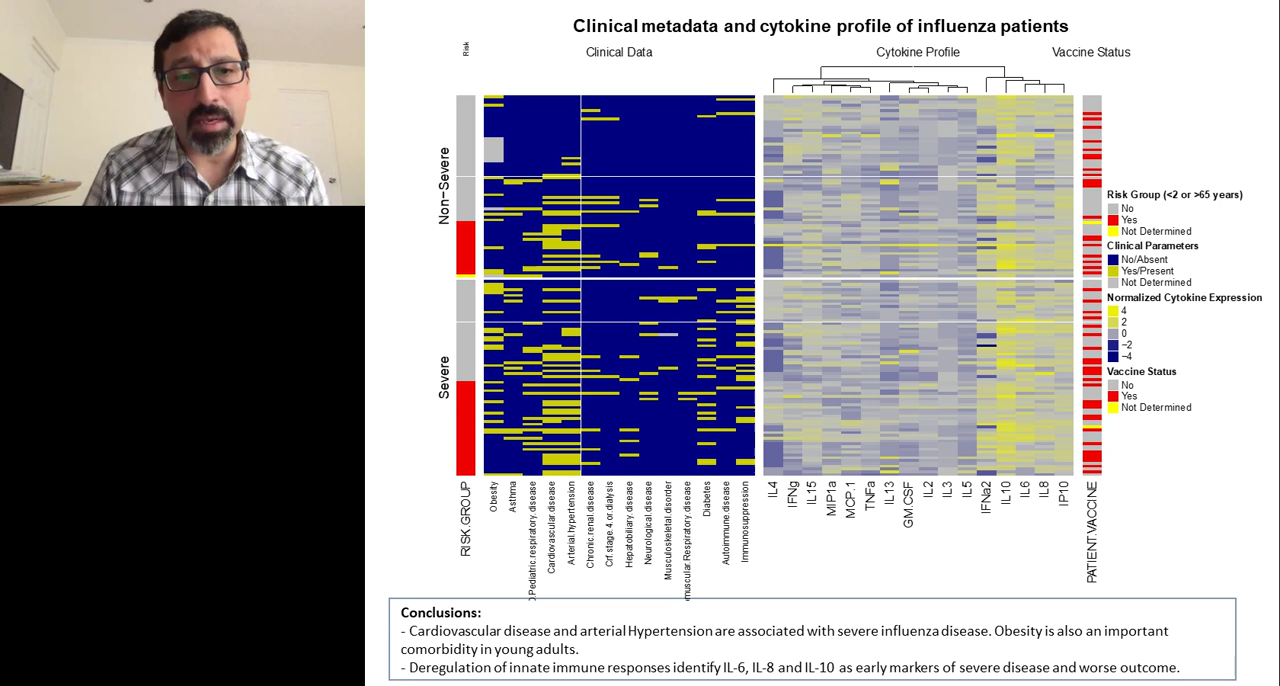 Clinical metadata and cytokine profile of influenza patients
Risk
Clinical Data
Cytokine Profile
Vaccine Status
Non-Severe
Severe
Risk Group (<2 or >65 years)
No
Yes
Not Determined
Clinical Parameters
No/Absent
Yes/Present
Not Determined
Normalized Cytokine Expression
4
2
0
−2
−4
Vaccine Status
No
Yes
Not Determined
RISK.GROUP
Obesity
Asthma
.Pediatric.respiratory.disease
Cardiovascular.disease
Arterial.hypertension
Chronic.renal.disease
Crf.stage.4.or.dialysis
Hepatobiliary.disease
Neurological.disease
Musculoskeletal.disorder
muscular.Respiratory.disease
Diabetes
Autoimmune.disease
Immunosuppression
IL4
IFNg
IL15
MIP1a
MCP.1
TNFa
IL13
GM.CSF
IL2
IL3
IL5
IFNa2
IL10
IL6
IL8
IP10
PATIENT.VACCINE
Conclusions:
- Cardiovascular disease and arterial Hypertension are associated with severe influenza disease. Obesity is also an important
comorbidity in young adults.
- Deregulation of innate immune responses identify IL-6, IL-8 and IL-10 as early markers of severe disease and worse outcome.